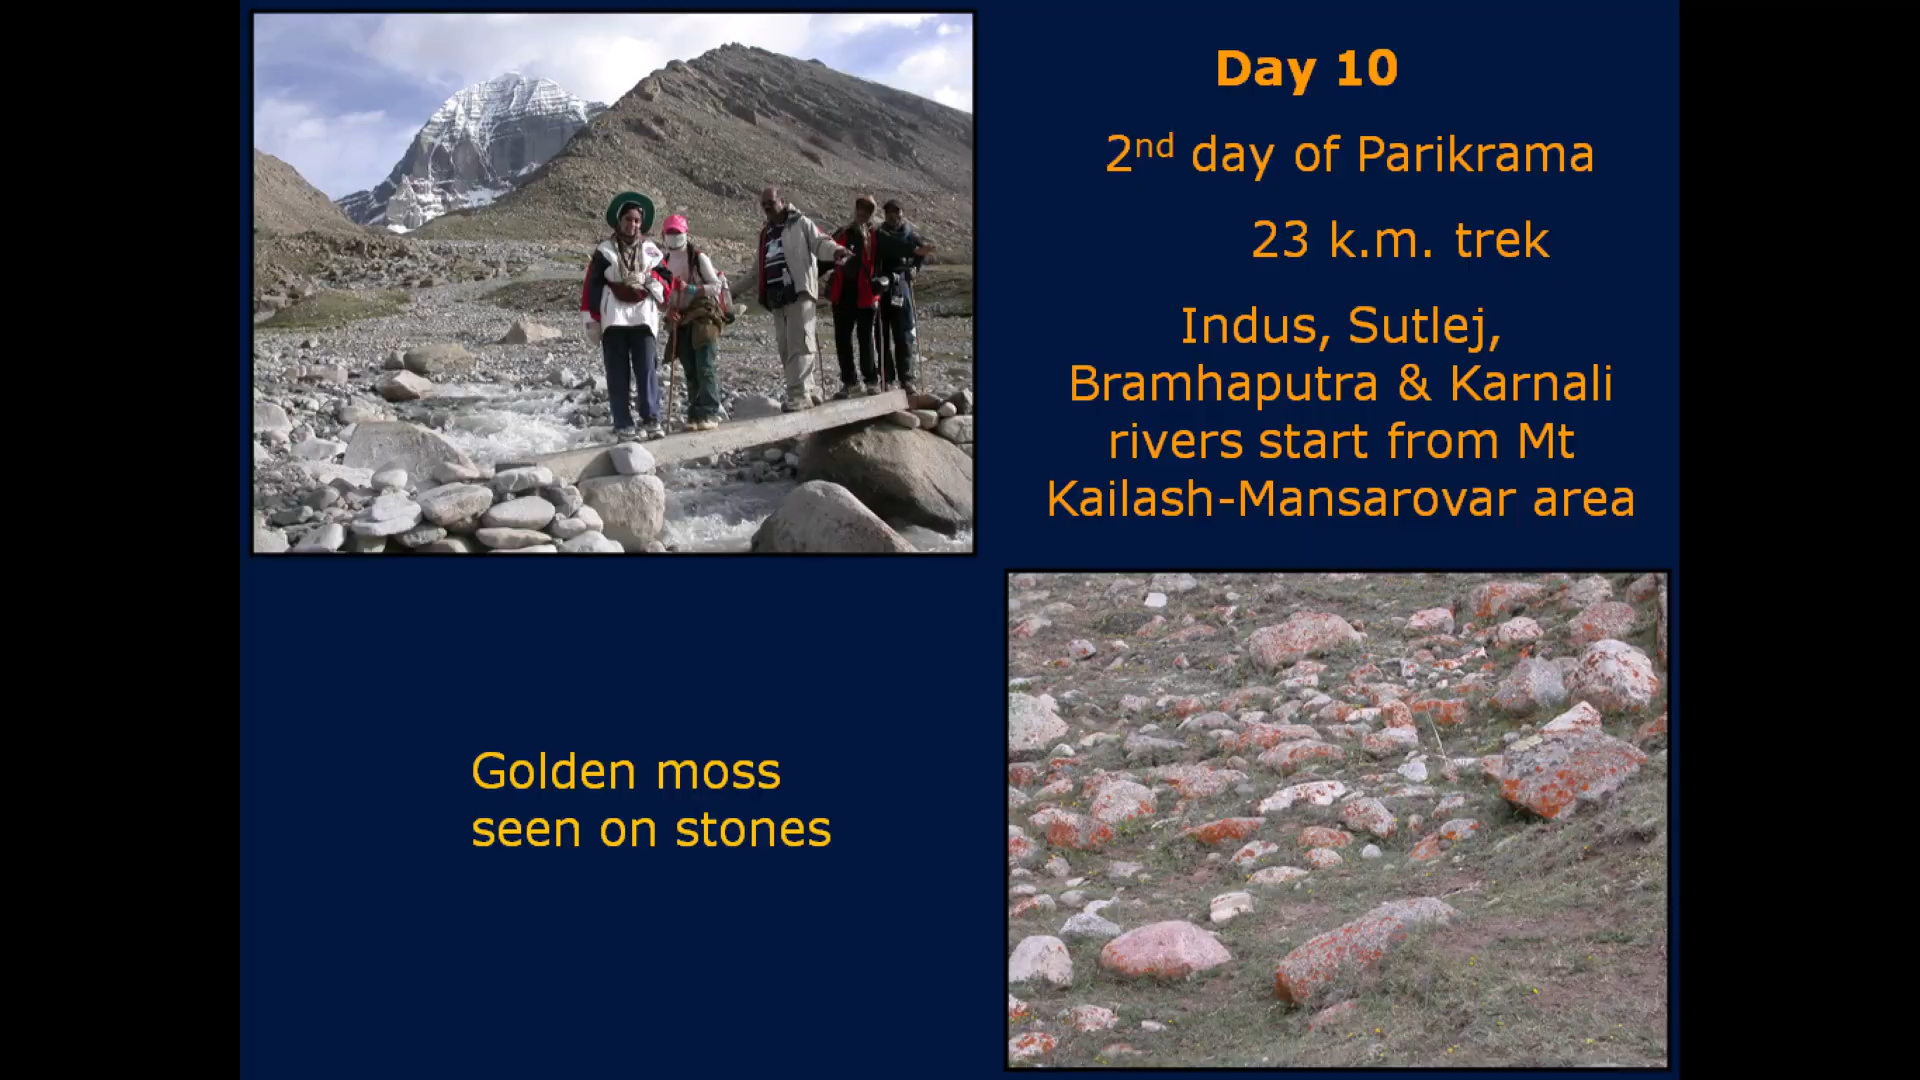 Day 10
2nd day of Parikrama
23 k.m. trek
Indus, Sutlej,
Bramhaputra & Karnali
rivers start from Mt
Kailash-Mansarovar area
Golden moss
seen on stones